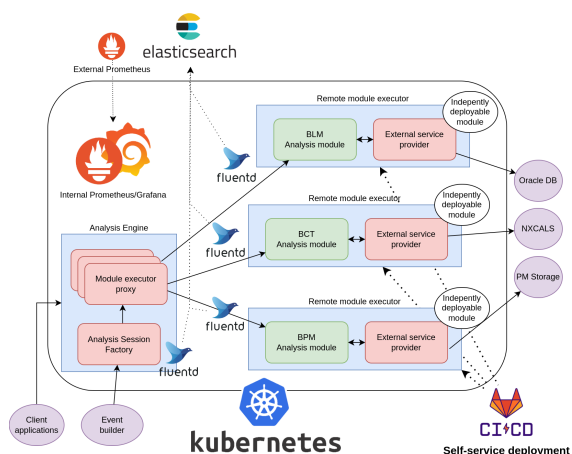 elasticsearch
External Prometheus
Internal Prometheus/Grafana
Remote module executor
Indepently
deployable
module
BLM
Analysis module
External service
provider
fluentd
Oracle DB
Analysis Engine
Module executor
proxy
Analysis Session
Factory
fluentd
Remote module executor
Indepently
deployable
module
BCT
Analysis module
External service
provider
fluentd
NXCALS
PM Storage
Remote module executor
Indepently
deployable
module
BPM
Analysis module
External service
provider
fluentd
Client
applications
Event
builder
kubernetes
CI CD
Self-service deployment